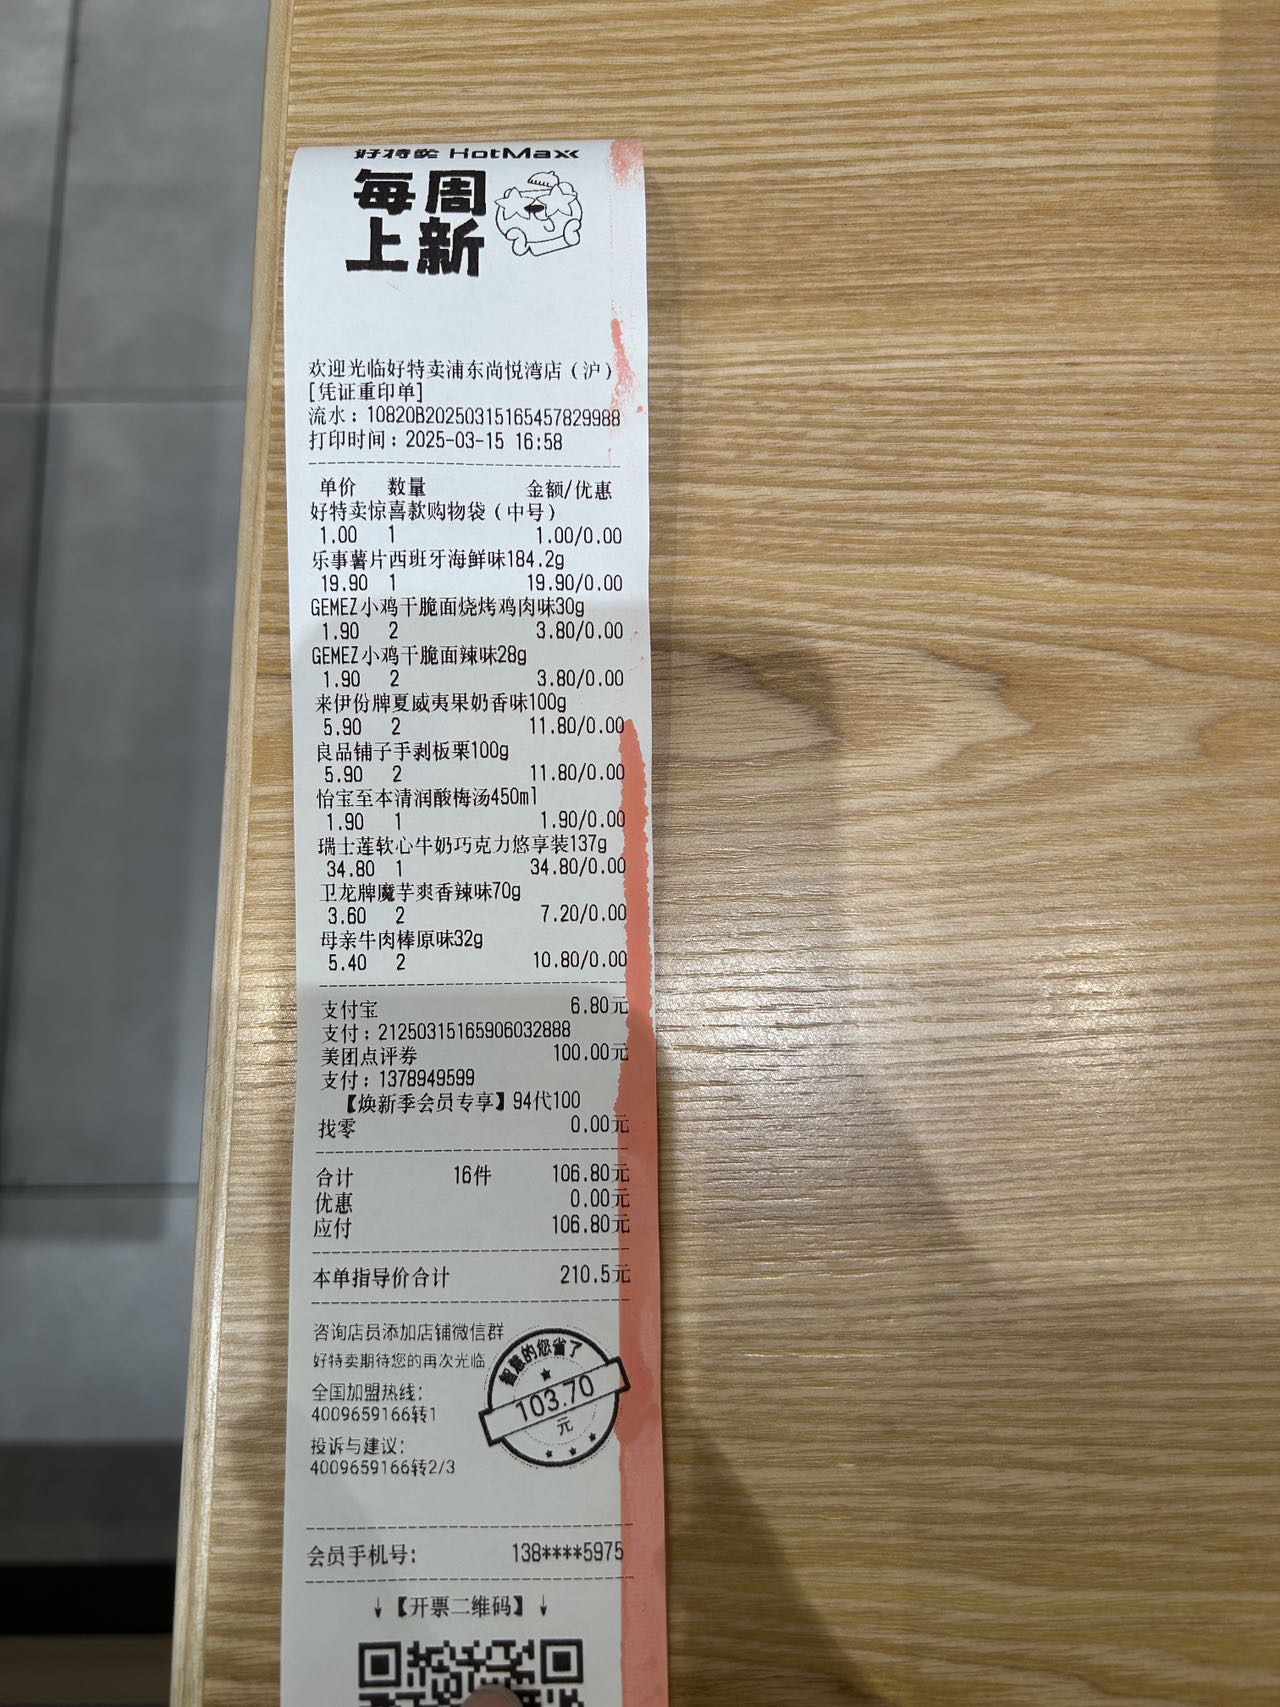 好特卖 HotMaxx
每周
上新
欢迎光临好特卖浦东尚悦湾店（沪）
[凭证重印单]
流水：10820B20250315165457829988
打印时间：2025-03-15 16:58
单价 数量 金额/优惠
好特卖惊喜款购物袋（中号）
1.00 1 1.00/0.00
乐事薯片西班牙海鲜味184.2g
19.90 1 19.90/0.00
GEMEZ小鸡干脆面烧烤鸡肉味30g
1.90 2 3.80/0.00
GEMEZ小鸡干脆面辣味28g
1.90 2 3.80/0.00
来伊份牌夏威夷果奶香味100g
5.90 2 11.80/0.00
良品铺子手剥板栗100g
5.90 2 11.80/0.00
怡宝至本清润酸梅汤450ml
1.90 1 1.90/0.00
瑞士莲软心牛奶巧克力悠享装137g
34.80 1 34.80/0.00
卫龙牌魔芋爽香辣味70g
3.60 2 7.20/0.00
母亲牛肉棒原味32g
5.40 2 10.80/0.00
支付宝 6.80元
支付：21250315165906032888
美团点评券 100.00元
支付：1378949599
【焕新季会员专享】94代100
找零 0.00元
合计 16件 106.80元
优惠 0.00元
应付 106.80元
本单指导价合计 210.5元
咨询店员添加店铺微信群
好特卖期待您的再次光临
智慧的您省了
103.70
元
全国加盟热线：
4009659166转1
投诉与建议：
4009659166转2/3
会员手机号： 138****5975
↓【开票二维码】↓